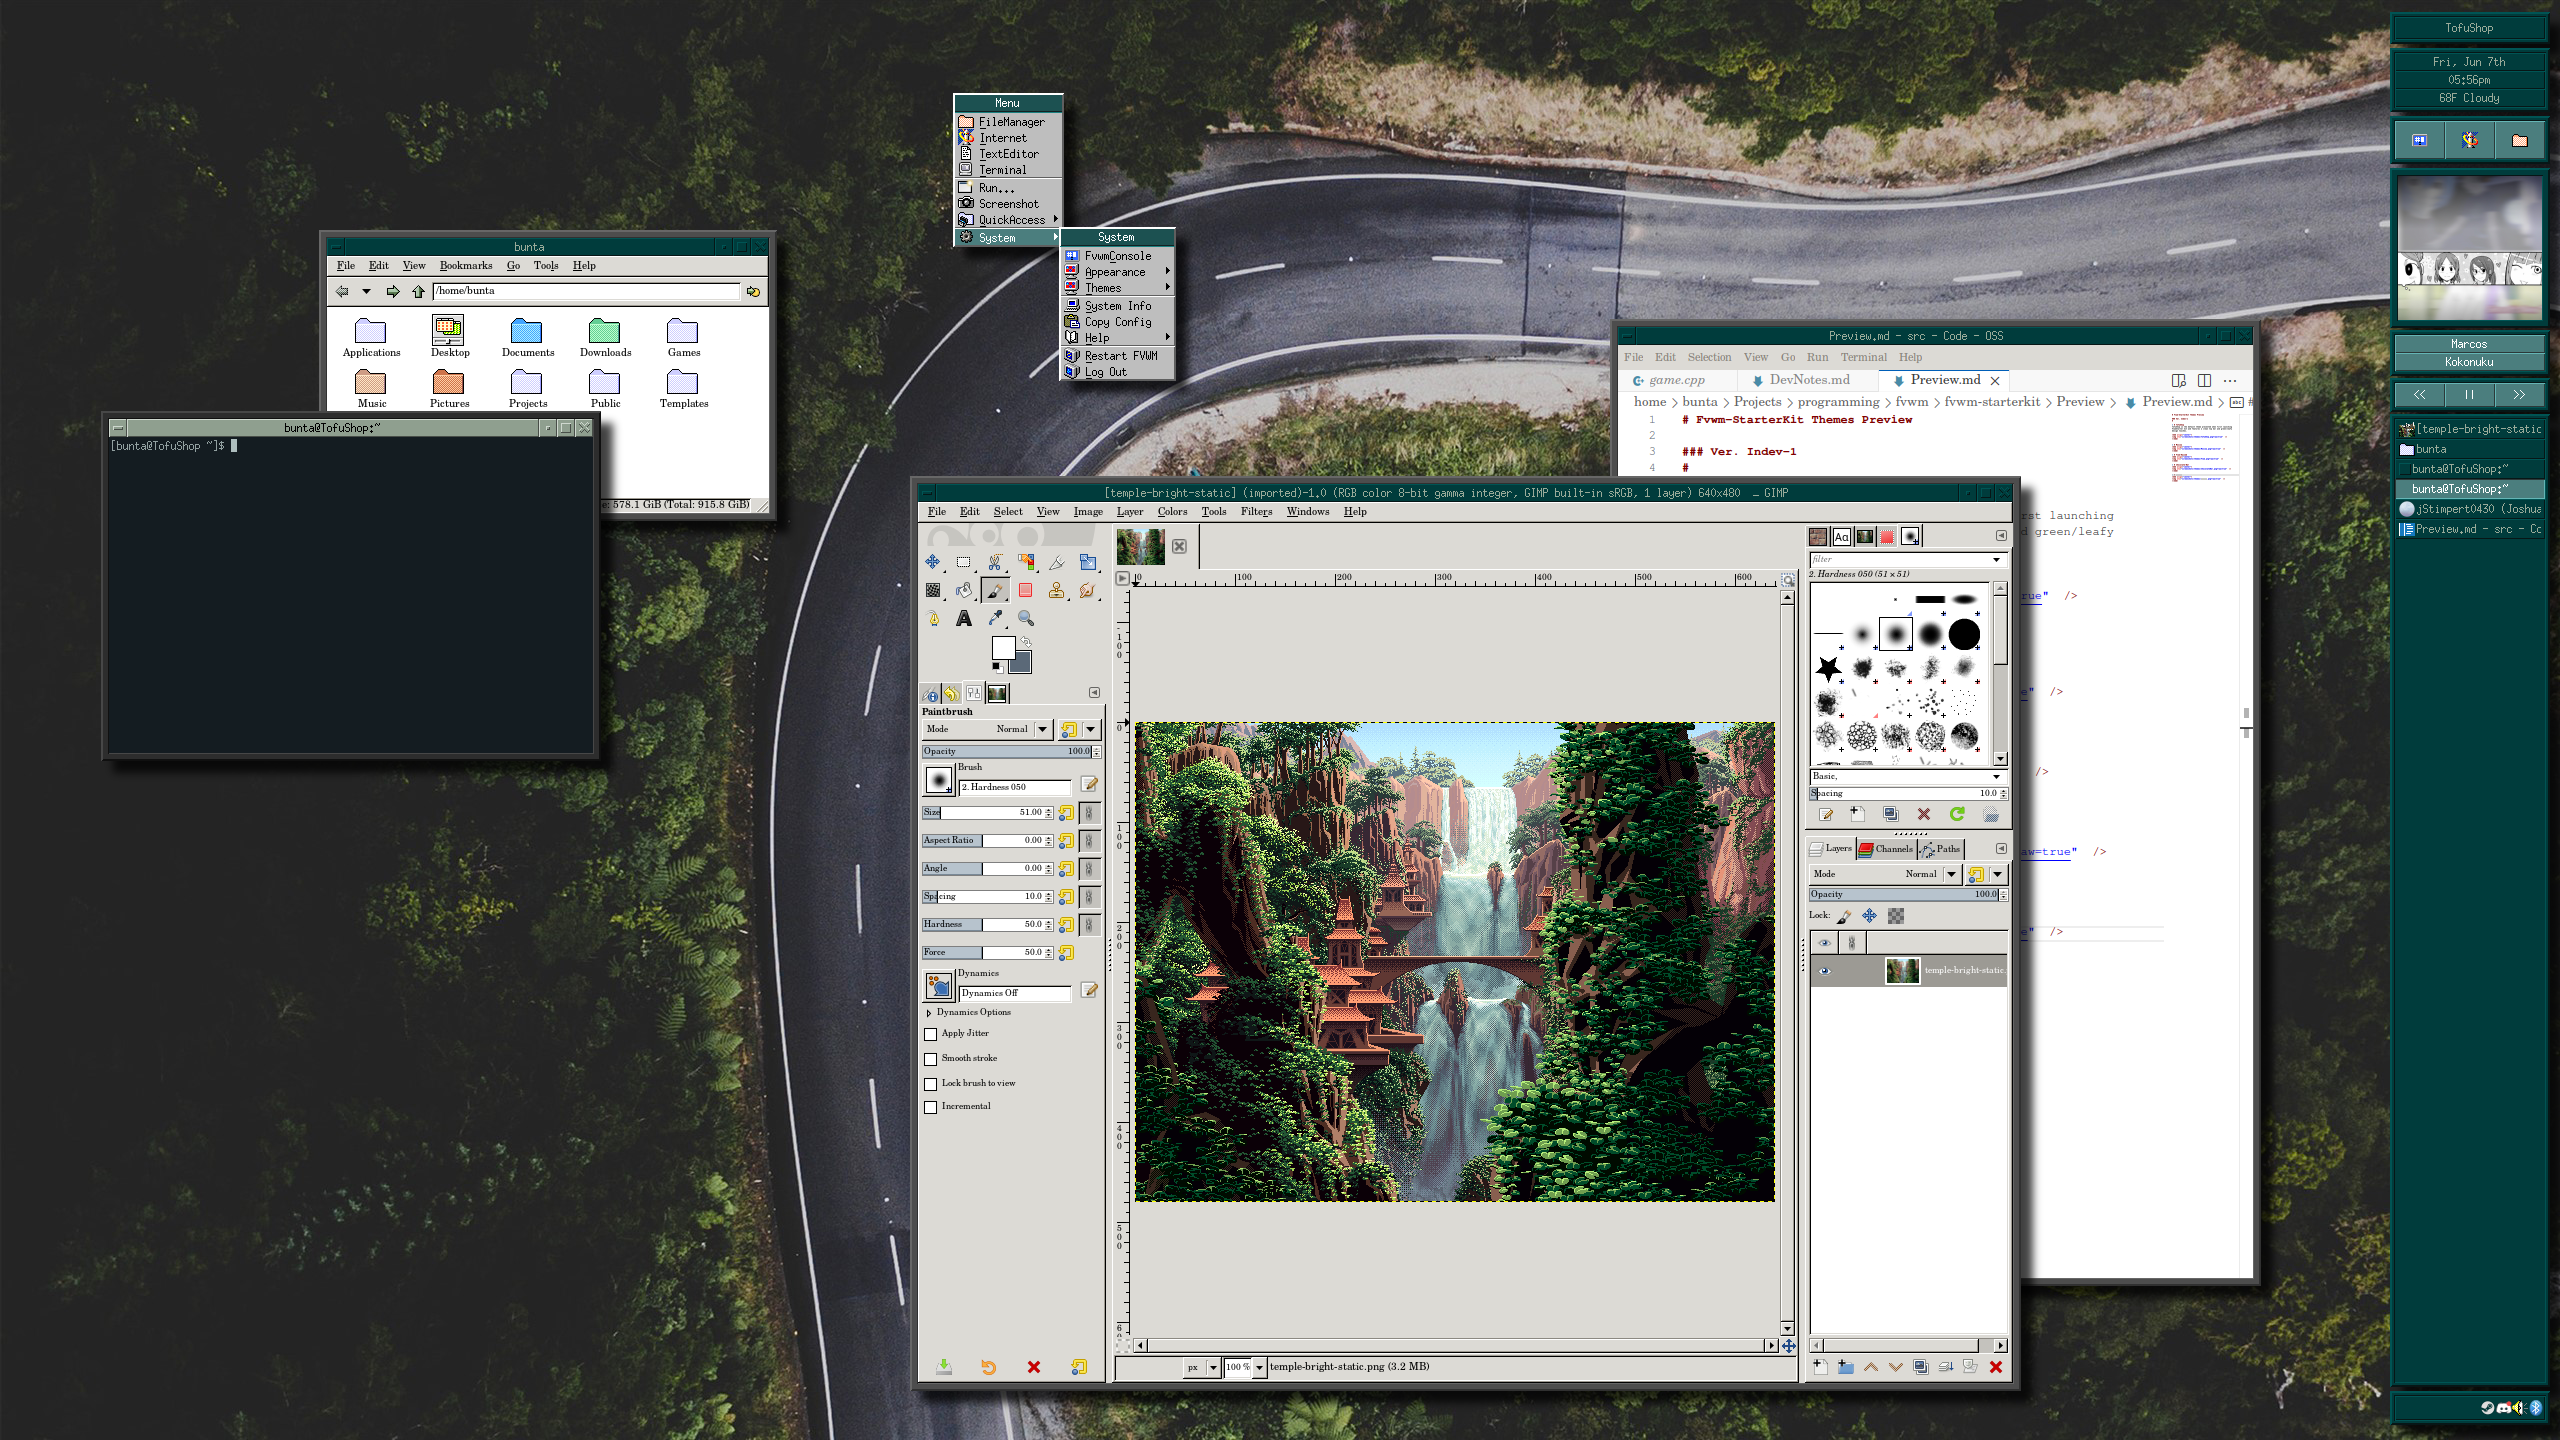 Menu
FileManager
Internet
TextEditor
Terminal
Run...
Screenshot
QuickAccess
System
System
FvwmConsole
Appearance
Themes
System Info
Copy Config
Help
Restart FVWM
Log Out
bunta
File Edit View Bookmarks Go Tools Help
/home/bunta
Applications Desktop Documents Downloads Games
Music Pictures Projects Public Templates
e: 578.1 GiB (Total: 915.8 GiB)
bunta@TofuShop:~
[bunta@TofuShop ~]$
Preview.md - src - Code - OSS
File Edit Selection View Go Run Terminal Help
game.cpp DevNotes.md Preview.md
home > bunta > Projects > programming > fvwm > fvwm-starterkit > Preview > Preview.md > #
1 # Fvwm-StarterKit Themes Preview
2
3 ### Ver. Indev-1
4 #
rst launching
d green/leafy
rue" />
e" />
/>
aw=true" />
e" />
[temple-bright-static] (imported)-1.0 (RGB color 8-bit gamma integer, GIMP built-in sRGB, 1 layer) 640x480 – GIMP
File Edit Select View Image Layer Colors Tools Filters Windows Help
0 100 200 300 400 500 600
Paintbrush
Mode Normal
Opacity 100.0
Brush
2. Hardness 050
Size 51.00
Aspect Ratio 0.00
Angle 0.00
Spacing 10.0
Hardness 50.0
Force 50.0
Dynamics
Dynamics Off
Dynamics Options
Apply Jitter
Smooth stroke
Lock brush to view
Incremental
px 100 % temple-bright-static.png (3.2 MB)
Aa
filter
2. Hardness 050 (51 × 51)
Basic,
Spacing 10.0
Layers Channels Paths
Mode Normal
Opacity 100.0
Lock:
temple-bright-static.
TofuShop
Fri, Jun 7th
05:56pm
68F Cloudy
Marcos
Kokonuku
[temple-bright-static
bunta
bunta@TofuShop:~
bunta@TofuShop:~
jStimpert0430 (Joshua
Preview.md - src - Co